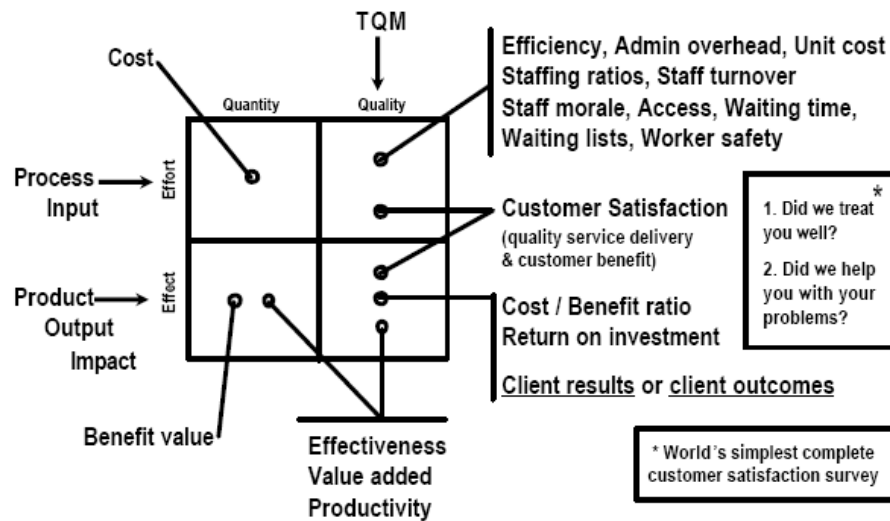 TQM
Cost
Efficiency, Admin overhead, Unit cost
Staffing ratios, Staff turnover
Staff morale, Access, Waiting time,
Waiting lists, Worker safety
Quantity
Quality
Process
Input
Effort
Customer Satisfaction
(quality service delivery
& customer benefit)
*
1. Did we treat
you well?
2. Did we help
you with your
problems?
Product
Output
Impact
Effect
Cost / Benefit ratio
Return on investment
Client results or client outcomes
Benefit value
Effectiveness
Value added
Productivity
* World's simplest complete
customer satisfaction survey